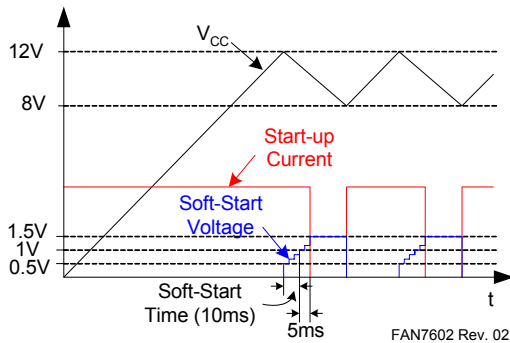 12V
V_CC
8V
Start-up
Current
Soft-Start
Voltage
1.5V
1V
0.5V
t
Soft-Start
Time (10ms)
5ms
FAN7602 Rev. 02